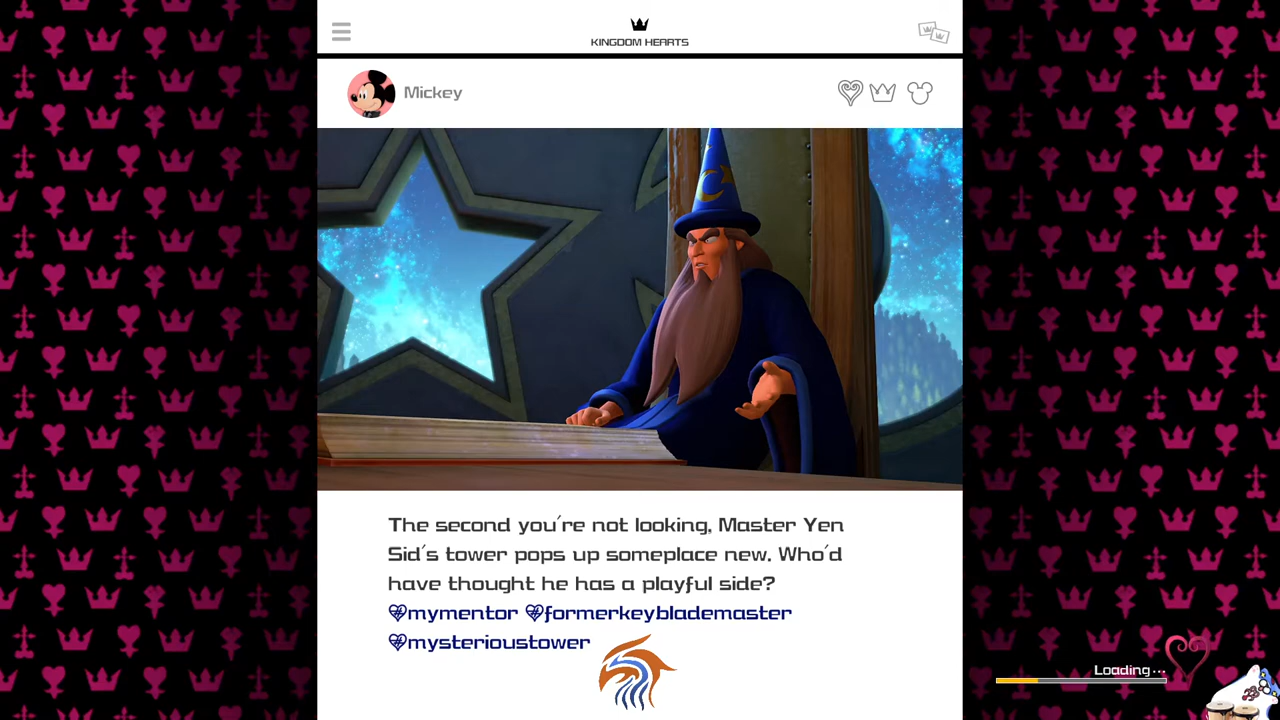 KINGDOM HEARTS
Mickey
The second you're not looking, Master Yen
Sid's tower pops up someplace new. Who'd
have thought he has a playful side?
#mymentor #formerkeyblademaster
#mysterioustower
Loading...